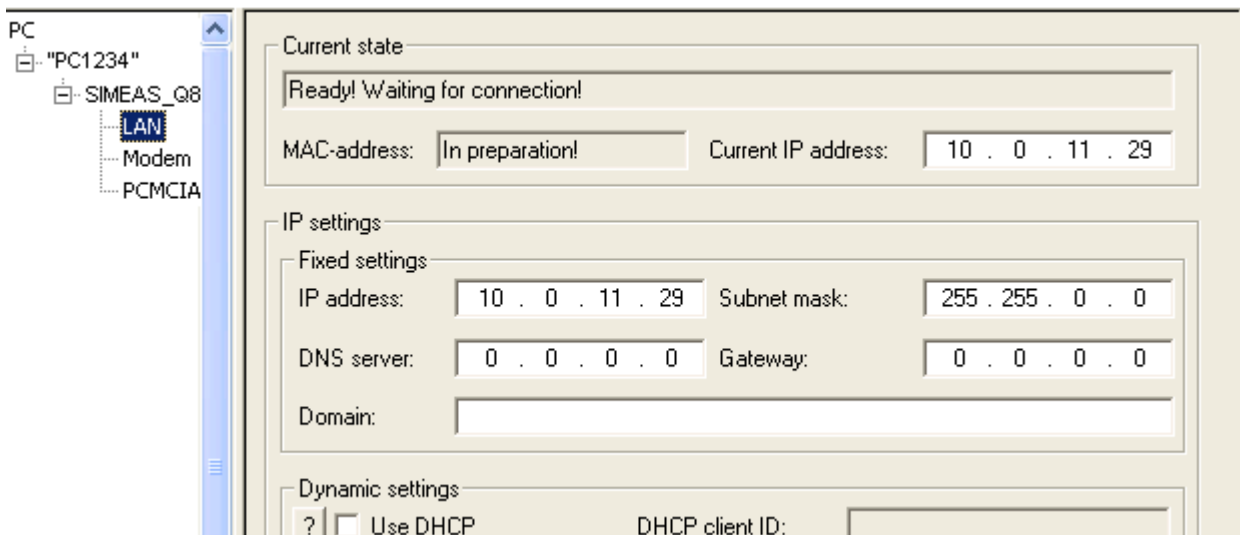 PC
"PC1234"
SIMEAS_Q8
LAN
Modem
PCMCIA
Current state
Ready! Waiting for connection!
MAC-address: In preparation! Current IP address: 10 . 0 . 11 . 29
IP settings
Fixed settings
IP address: 10 . 0 . 11 . 29 Subnet mask: 255 . 255 . 0 . 0
DNS server: 0 . 0 . 0 . 0 Gateway: 0 . 0 . 0 . 0
Domain:
Dynamic settings
? Use DHCP DHCP client ID: